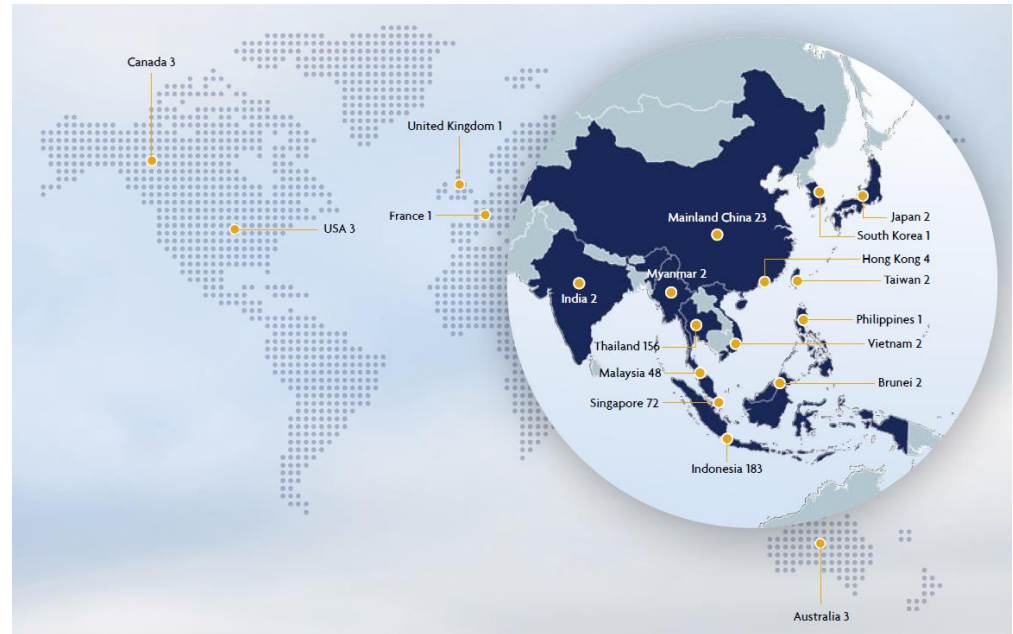 Canada 3
United Kingdom 1
France 1
USA 3
Mainland China 23
Japan 2
South Korea 1
Hong Kong 4
Taiwan 2
Myanmar 2
India 2
Philippines 1
Thailand 156
Vietnam 2
Malaysia 48
Brunei 2
Singapore 72
Indonesia 183
Australia 3